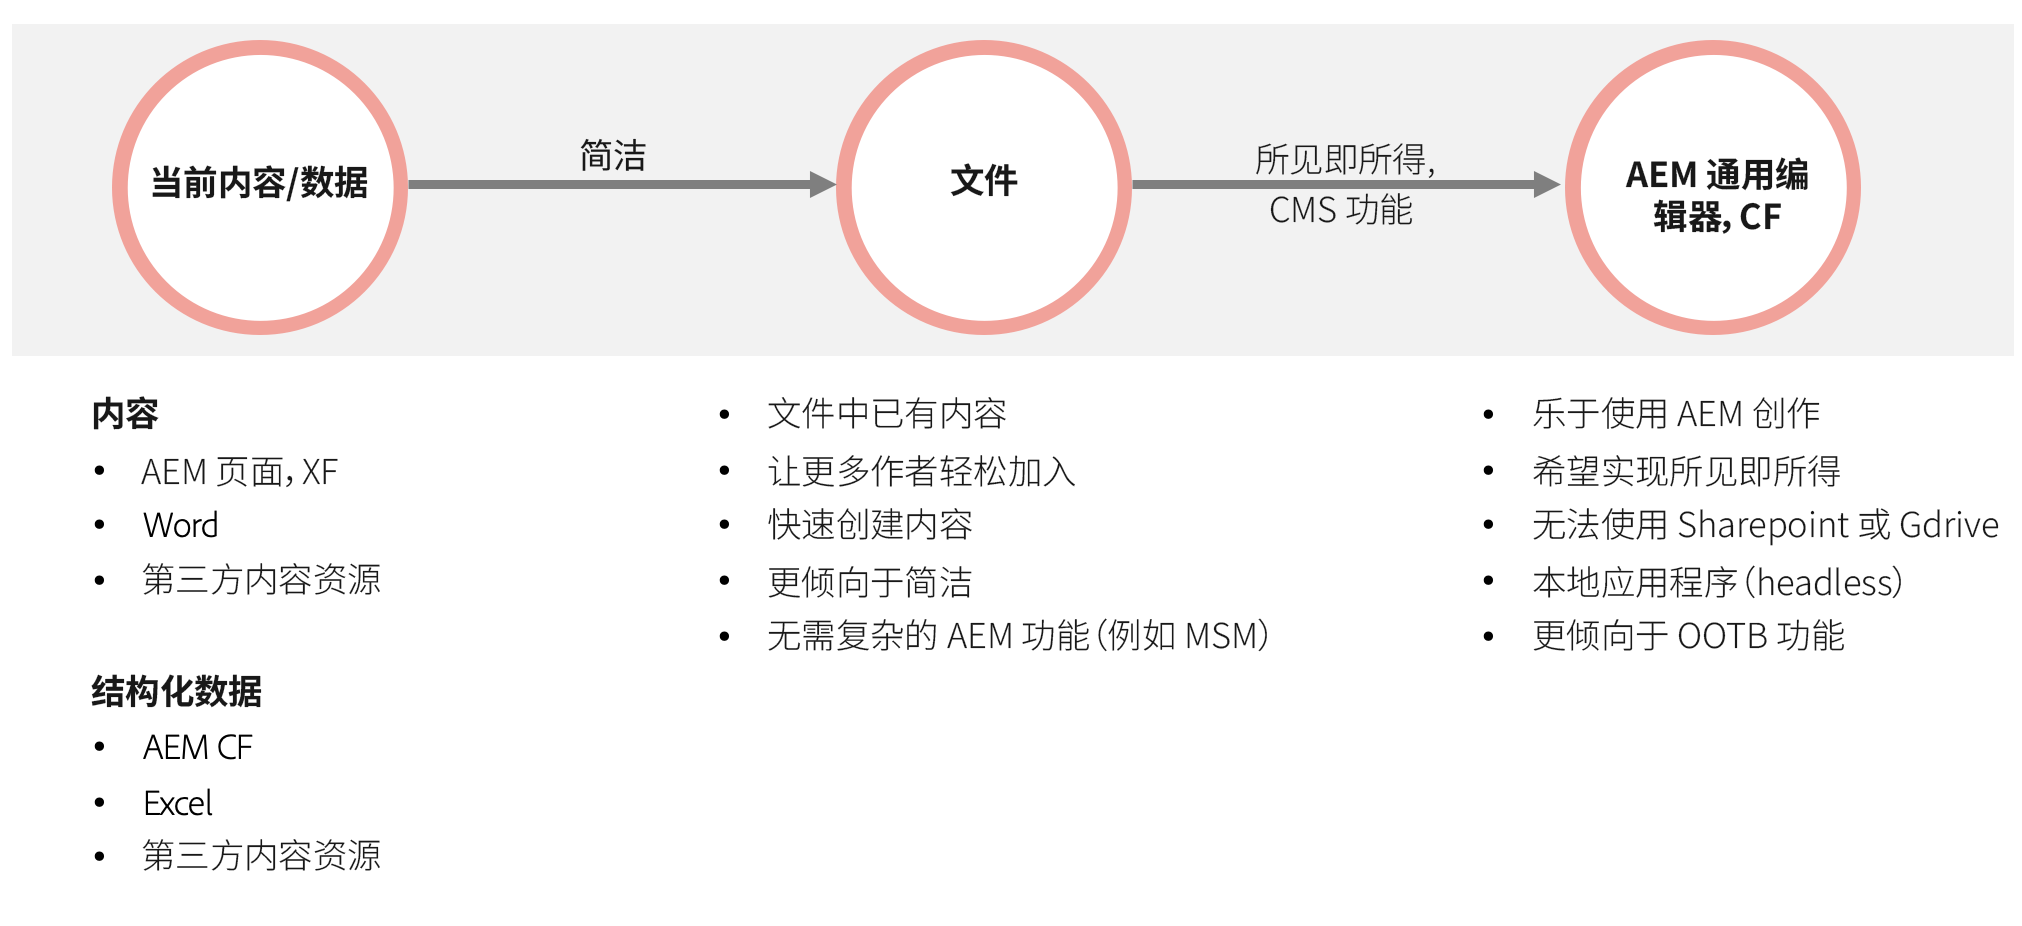 当前内容/数据
简洁
文件
所见即所得,
CMS 功能
AEM 通用编
辑器, CF
内容
• AEM 页面, XF
• Word
• 第三方内容资源
结构化数据
• AEM CF
• Excel
• 第三方内容资源
• 文件中已有内容
• 让更多作者轻松加入
• 快速创建内容
• 更倾向于简洁
• 无需复杂的 AEM 功能（例如 MSM）
• 乐于使用 AEM 创作
• 希望实现所见即所得
• 无法使用 Sharepoint 或 Gdrive
• 本地应用程序（headless）
• 更倾向于 OOTB 功能